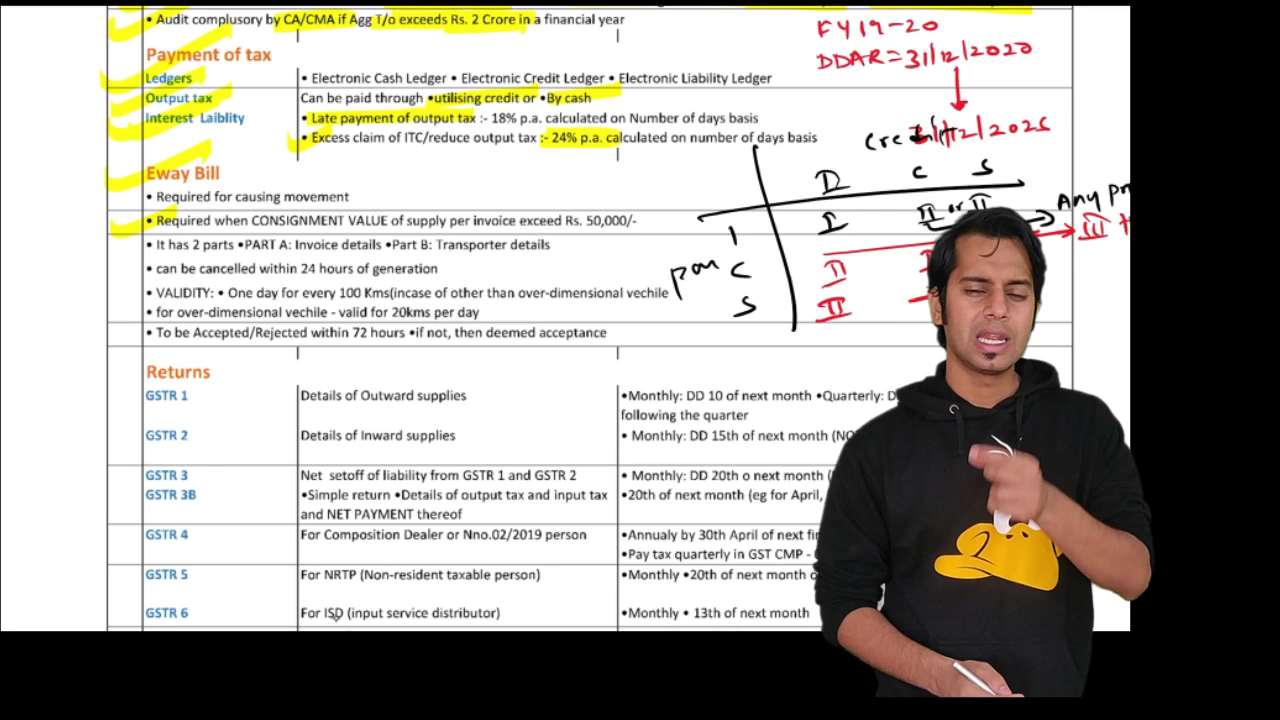 • Audit complusory by CA/CMA if Agg T/o exceeds Rs. 2 Crore in a financial year
FY 19-20
DDAR = 31/12/2020
Payment of tax
Ledgers • Electronic Cash Ledger • Electronic Credit Ledger • Electronic Liability Ledger
Output tax Can be paid through •utilising credit or •By cash
Interest Laiblity • Late payment of output tax :- 18% p.a. calculated on Number of days basis
• Excess claim of ITC/reduce output tax :- 24% p.a. calculated on number of days basis
Credit
D C S
I I II or II Any
C II
S II
III +
Eway Bill
• Required for causing movement
• Required when CONSIGNMENT VALUE of supply per invoice exceed Rs. 50,000/-
• It has 2 parts •PART A: Invoice details •Part B: Transporter details
• can be cancelled within 24 hours of generation
• VALIDITY: • One day for every 100 Kms(incase of other than over-dimensional vechile
• for over-dimensional vechile - valid for 20kms per day
• To be Accepted/Rejected within 72 hours •if not, then deemed acceptance
Returns
GSTR 1 Details of Outward supplies •Monthly: DD 10 of next month •Quarterly: D
following the quarter
GSTR 2 Details of Inward supplies • Monthly: DD 15th of next month
GSTR 3 Net setoff of liability from GSTR 1 and GSTR 2 • Monthly: DD 20th o next month
GSTR 3B •Simple return •Details of output tax and input tax •20th of next month (eg for April,
and NET PAYMENT thereof
GSTR 4 For Composition Dealer or Nno.02/2019 person •Annualy by 30th April of next
•Pay tax quarterly in GST CMP -
GSTR 5 For NRTP (Non-resident taxable person) •Monthly •20th of next month
GSTR 6 For ISD (input service distributor) •Monthly • 13th of next month